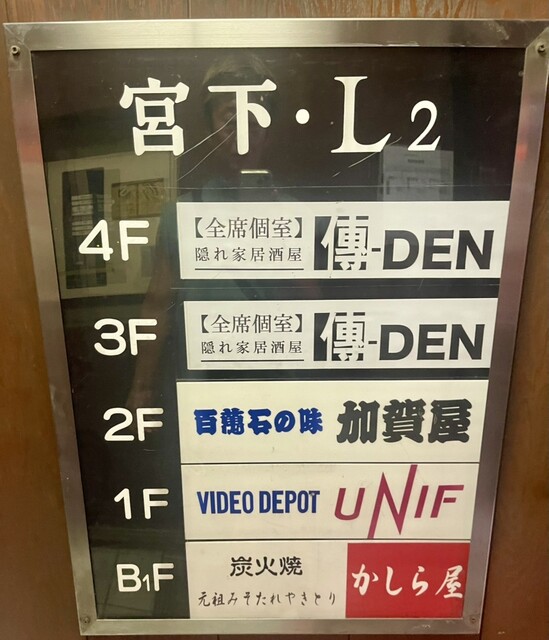 宮下・L2
4F 【全席個室】 隠れ家居酒屋 傳-DEN
3F 【全席個室】 隠れ家居酒屋 傳-DEN
2F 百萬石の味 加賀屋
1F VIDEO DEPOT UNIF
B1F 炭火焼 元祖みそたれやきとり かしら屋